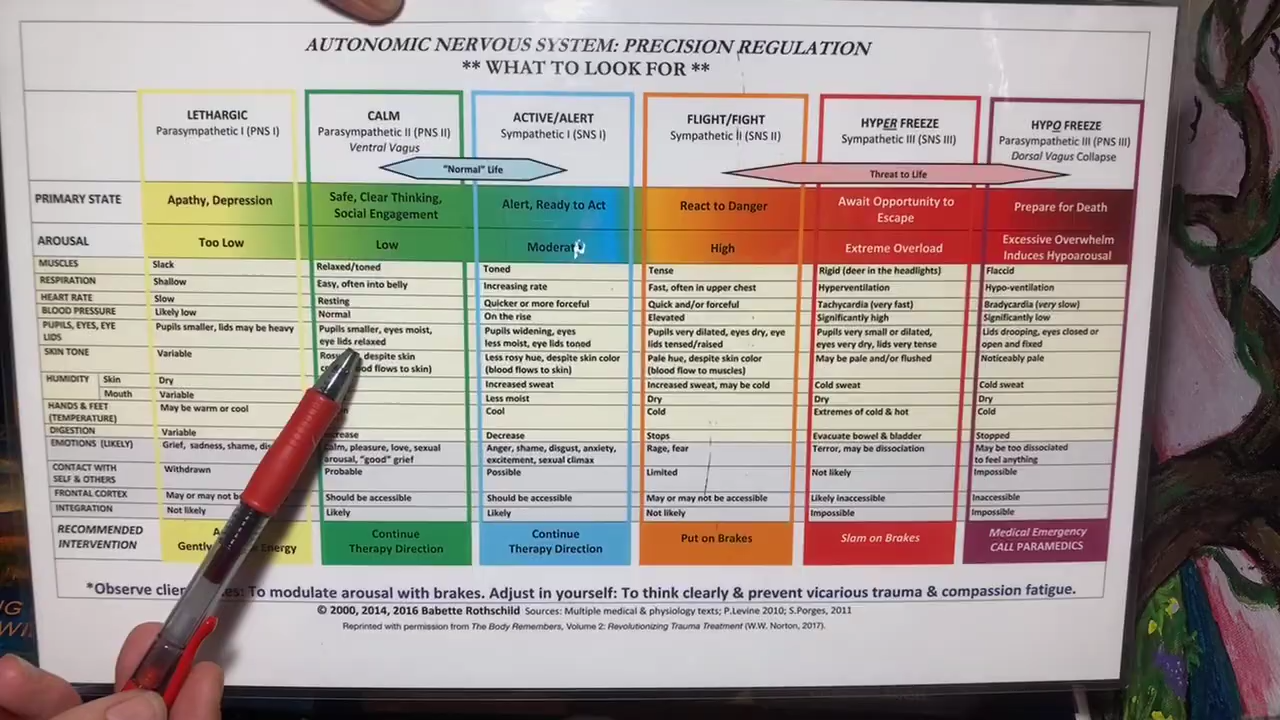 AUTONOMIC NERVOUS SYSTEM: PRECISION REGULATION
** WHAT TO LOOK FOR **
LETHARGIC
Parasympathetic I (PNS I)
CALM
Parasympathetic II (PNS II)
Ventral Vagus
ACTIVE/ALERT
Sympathetic I (SNS I)
FLIGHT/FIGHT
Sympathetic II (SNS II)
HYPER FREEZE
Sympathetic III (SNS III)
HYPO FREEZE
Parasympathetic III (PNS III)
Dorsal Vagus Collapse
"Normal" Life
Threat to Life
PRIMARY STATE
Apathy, Depression
Safe, Clear Thinking,
Social Engagement
Alert, Ready to Act
React to Danger
Await Opportunity to
Escape
Prepare for Death
AROUSAL
Too Low
Low
Moderate
High
Extreme Overload
Excessive Overwhelm
Induces Hypoarousal
MUSCLES
Slack
Relaxed/toned
Toned
Tense
Rigid (deer in the headlights)
Flaccid
RESPIRATION
Shallow
Easy, often into belly
Increasing rate
Fast, often in upper chest
Hyperventilation
Hypo-ventilation
HEART RATE
Slow
Resting
Quicker or more forceful
Quick and/or forceful
Tachycardia (very fast)
Bradycardia (very slow)
BLOOD PRESSURE
Likely low
Normal
On the rise
Elevated
Significantly high
Significantly low
PUPILS, EYES, EYE
LIDS
Pupils smaller, lids may be heavy
Pupils smaller, eyes moist,
eye lids relaxed
Pupils widening, eyes
less moist, eye lids toned
Pupils very dilated, eyes dry, eye
lids tensed/raised
Pupils very small or dilated,
eyes very dry, lids very tense
Lids drooping, eyes closed or
open and fixed
SKIN TONE
Variable
despite skin
flows to skin)
Less rosy hue, despite skin color
(blood flows to skin)
Pale hue, despite skin color
(blood flow to muscles)
May be pale and/or flushed
Noticeably pale
HUMIDITY
Skin
Dry
Increased sweat
Increased sweat, may be cold
Cold sweat
Cold sweat
Mouth
Variable
Less moist
Dry
Dry
Dry
HANDS & FEET
(TEMPERATURE)
May be warm or cool
Cool
Cold
Extremes of cold & hot
Cold
DIGESTION
Variable
Decrease
Stops
Evacuate bowel & bladder
Stopped
EMOTIONS (LIKELY)
Grief, sadness, shame,
Calm, pleasure, love, sexual
arousal, "good" grief
Anger, shame, disgust, anxiety,
excitement, sexual climax
Rage, fear
Terror, may be dissociation
May be too dissociated
to feel anything
CONTACT WITH
SELF & OTHERS
Withdrawn
Probable
Possible
Limited
Not likely
Impossible
FRONTAL CORTEX
May or may not
Should be accessible
Should be accessible
May or may not be accessible
Likely inaccessible
Inaccessible
INTEGRATION
Not likely
Likely
Likely
Not likely
Impossible
Impossible
RECOMMENDED
INTERVENTION
Gently Energy
Continue
Therapy Direction
Continue
Therapy Direction
Put on Brakes
Slam on Brakes
Medical Emergency
CALL PARAMEDICS
*Observe To modulate arousal with brakes. Adjust in yourself: To think clearly & prevent vicarious trauma & compassion fatigue.
© 2000, 2014, 2016 Babette Rothschild Sources: Multiple medical & physiology texts; P.Levine 2010; S.Porges, 2011
Reprinted with permission from The Body Remembers, Volume 2: Revolutionizing Trauma Treatment (W.W. Norton, 2017).